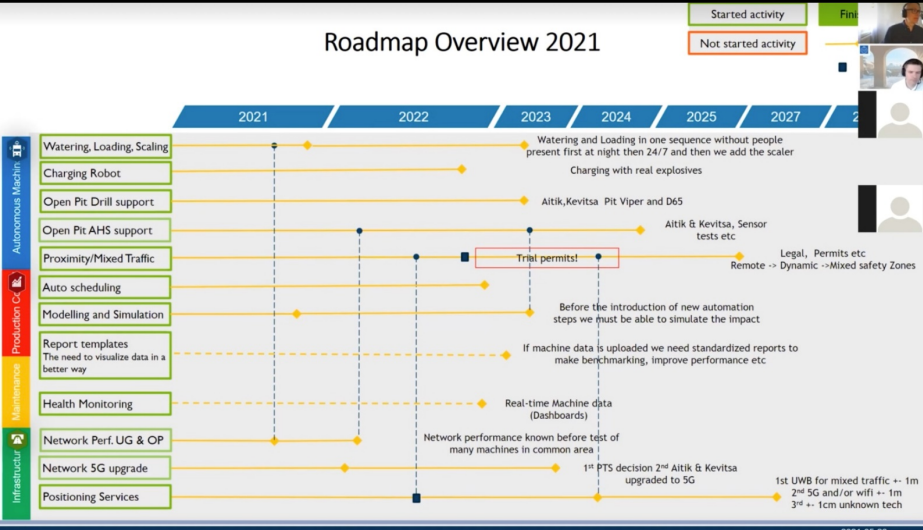 Started activity
Roadmap Overview 2021
Not started activity
2021
2022
2023
2024
2025
2027
Watering, Loading, Scaling
Watering and Loading in one sequence without people
present first at night then 24/7 and then we add the scaler
Charging Robot
Charging with real explosives
Open Pit Drill support
Aitik,Kevitsa Pit Viper and D65
Open Pit AHS support
Aitik & Kevitsa, Sensor
tests etc
Proximity/Mixed Traffic
Trial permits!
Legal, Permits etc
Remote -> Dynamic ->Mixed safety Zones
Auto scheduling
Modelling and Simulation
Before the introduction of new automation
steps we must be able to simulate the impact
Report templates
The need to visualize data in a
better way
If machine data is uploaded we need standardized reports to
make benchmarking, improve performance etc
Health Monitoring
Real-time Machine data
(Dashboards)
Network Perf. UG & OP
Network performance known before test of
many machines in common area
Network 5G upgrade
1st PTS decision 2nd Aitik & Kevitsa
upgraded to 5G
Positioning Services
1st UWB for mixed traffic +- 1m
2nd 5G and/or wifi +- 1m
3rd +- 1cm unknown tech
Autonomous Machin
Production Co
Maintenance
Infrastructur